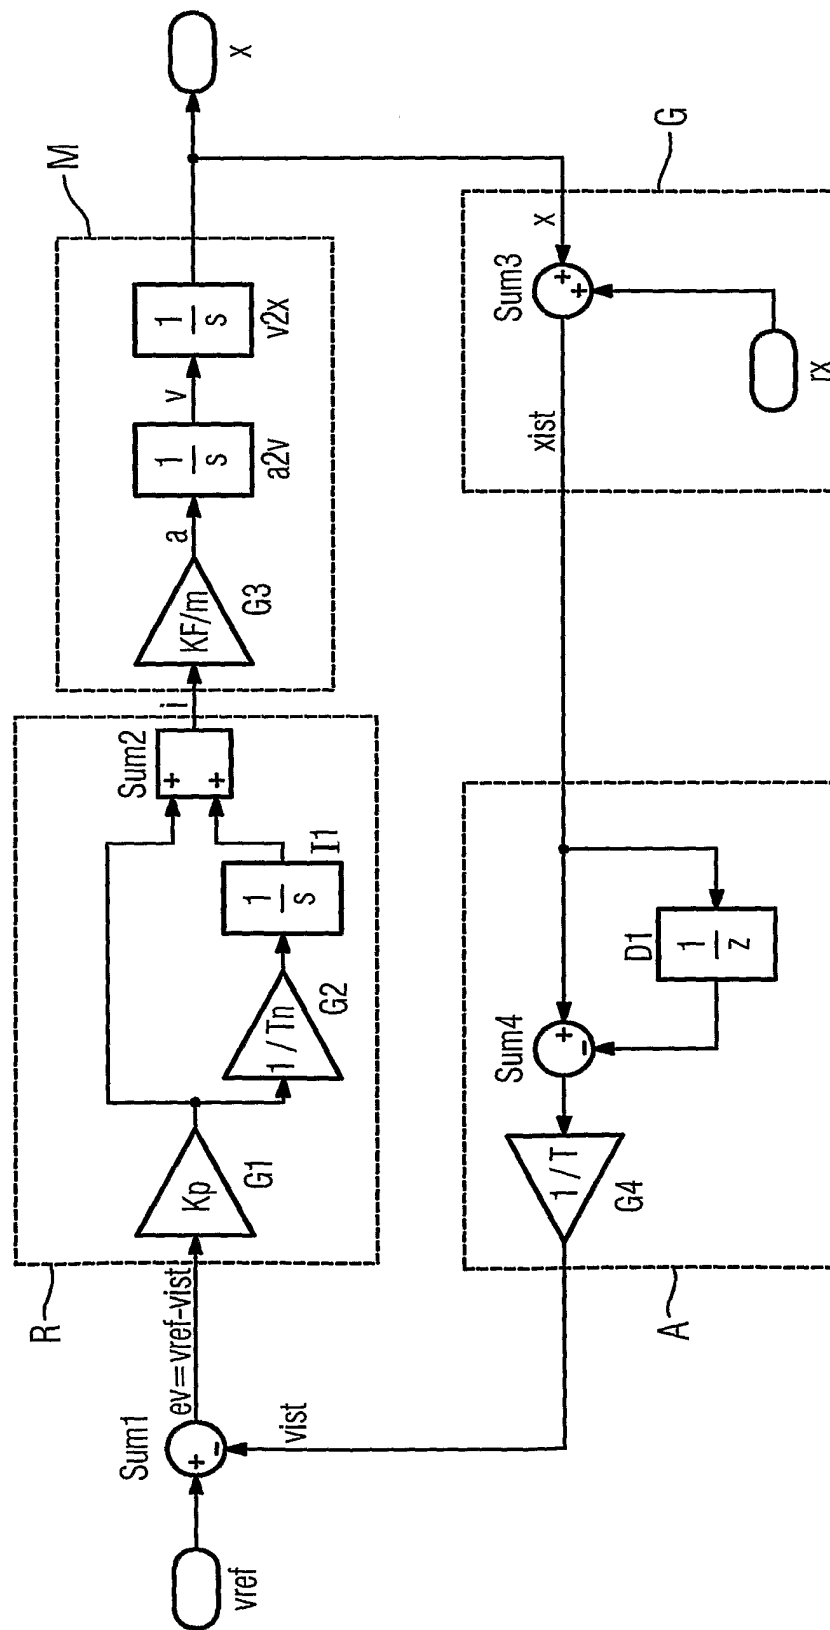 vref
Sum1
ev=vref-vist
vist
R
Kp
G1
1/Tn
G2
1
s
I1
Sum2
+
+
i
M
KF/m
G3
a
1
s
a2v
v
1
s
v2x
x
G
x
Sum3
+
+
rx
xist
A
D1
1
z
Sum4
+
-
1/T
G4
+
-